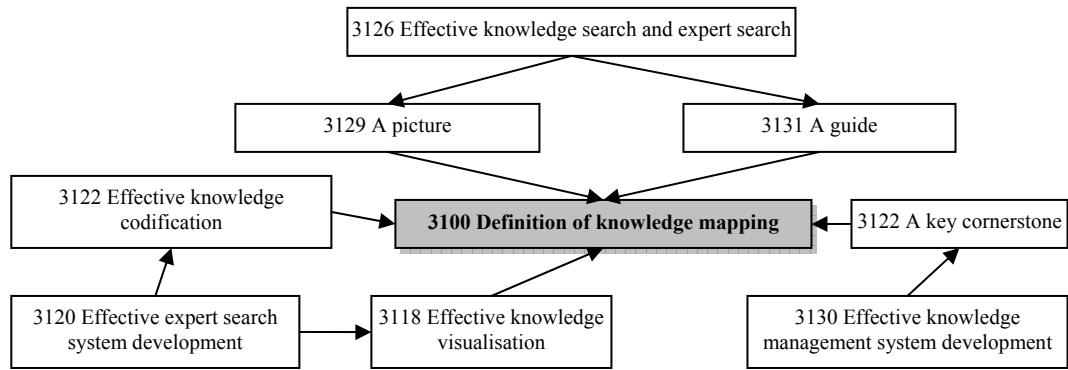 3126 Effective knowledge search and expert search
3129 A picture
3131 A guide
3122 Effective knowledge
codification
3100 Definition of knowledge mapping
3122 A key cornerstone
3120 Effective expert search
system development
3118 Effective knowledge
visualisation
3130 Effective knowledge
management system development